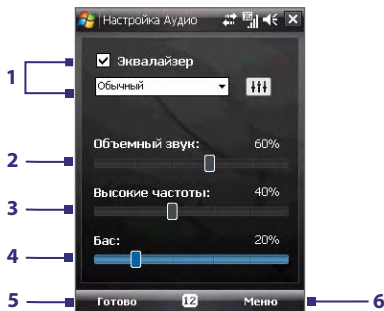 Настройка Аудио
1
Эквалайзер
Обычный
2
Объемный звук: 60%
3
Высокие частоты: 40%
4
Бас: 20%
5
Готово 12 Меню
6